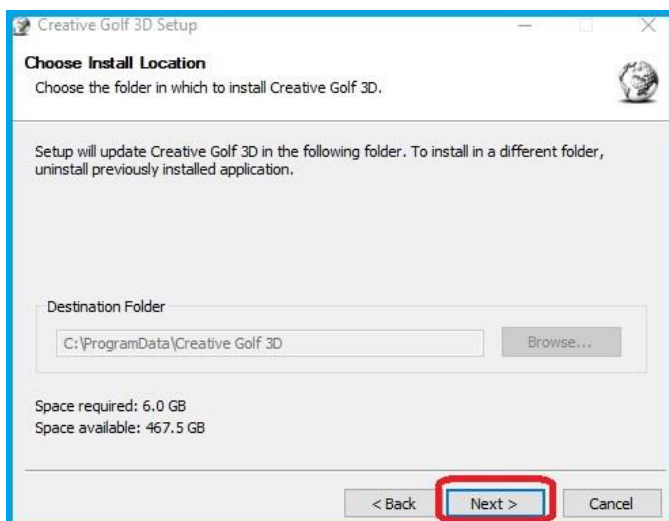 Creative Golf 3D Setup
Choose Install Location
Choose the folder in which to install Creative Golf 3D.
Setup will update Creative Golf 3D in the following folder. To install in a different folder,
uninstall previously installed application.
Destination Folder
C:\ProgramData\Creative Golf 3D
Browse...
Space required: 6.0 GB
Space available: 467.5 GB
< Back
Next >
Cancel